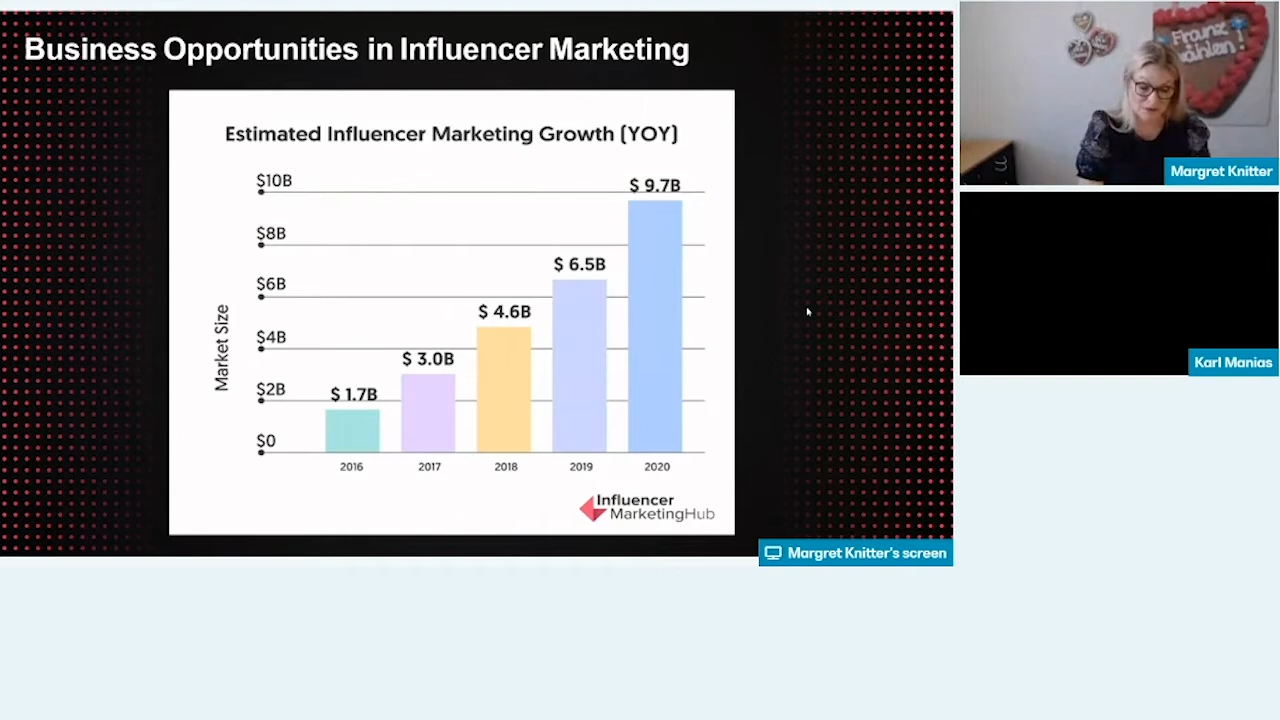 Business Opportunities in Influencer Marketing
Estimated Influencer Marketing Growth (YOY)
Market Size
$10B
$8B
$6B
$4B
$2B
$0
$ 1.7B
$ 3.0B
$ 4.6B
$ 6.5B
$ 9.7B
2016
2017
2018
2019
2020
Influencer
MarketingHub
Margret Knitter's screen
Margret Knitter
Karl Manias